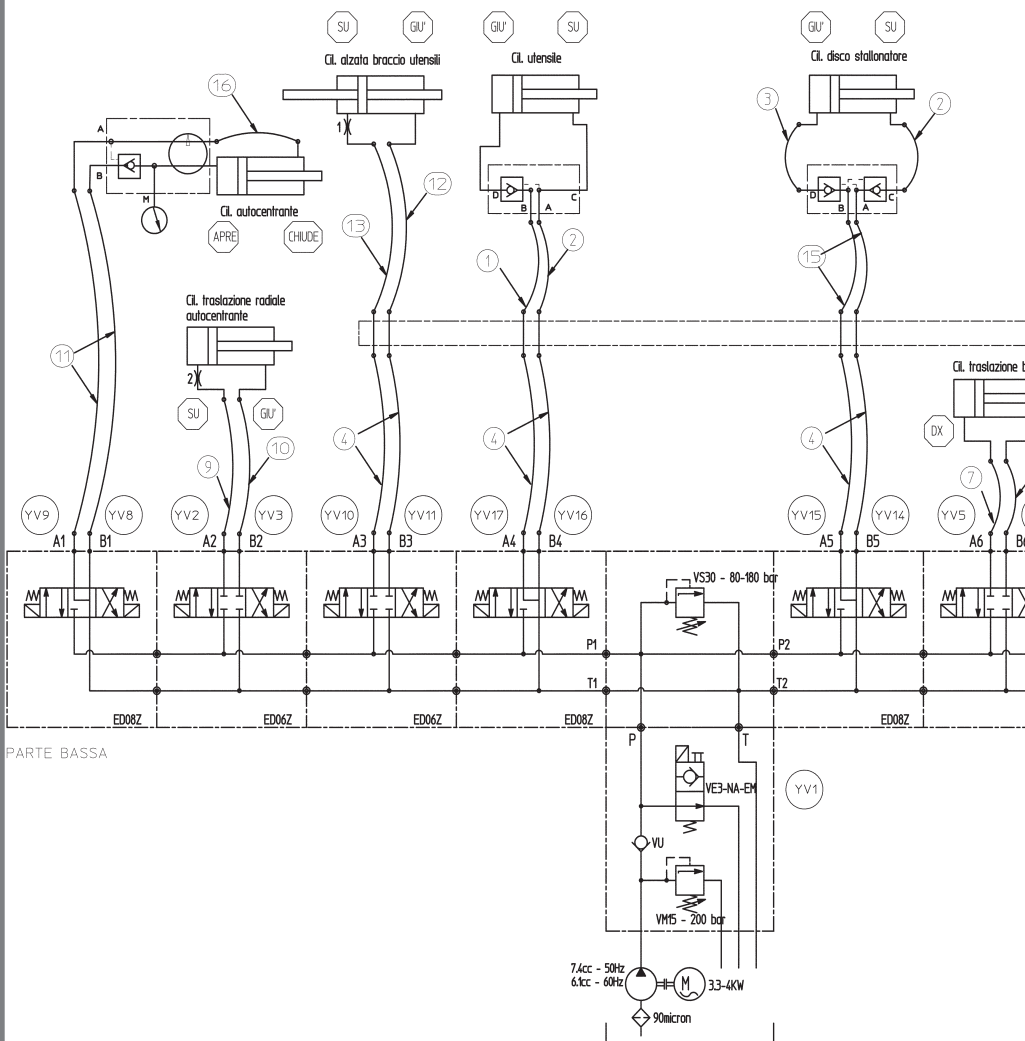 SU
GIU'
GIU'
SU
GIU'
SU
Cil. alzata braccio utensili
Cil. utensile
Cil. disco stallonatore
16
3
2
1
A
B
M
D
B
A
C
D
B
A
C
12
13
Cil. autocentrante
APRE
CHIUDE
1
2
15
Cil. traslazione radiale
autocentrante
11
2
SU
GIU'
Cil. traslazione b
DX
4
4
4
9
10
7
YV9
YV8
YV2
YV3
YV10
YV11
YV17
YV16
YV15
YV14
YV5
A1
B1
A2
B2
A3
B3
A4
B4
A5
B5
A6
B6
VS30 - 80-180 bar
P1
P2
T1
T2
ED08Z
ED06Z
ED06Z
ED08Z
ED08Z
PARTE BASSA
P
T
VE3-NA-EM
YV1
VU
VM15 - 200 bar
7.4cc - 50Hz
6.1cc - 60Hz
M
3.3-4KW
90micron